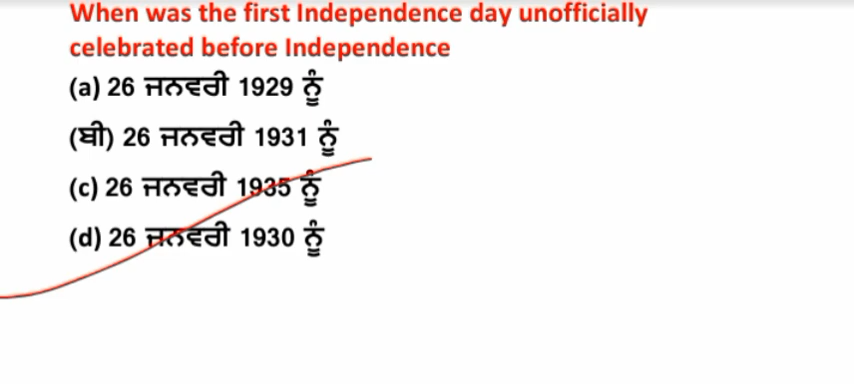 When was the first Independence day unofficially
celebrated before Independence
(a) 26 ਜਨਵਰੀ 1929 ਨੂੰ
(ਬੀ) 26 ਜਨਵਰੀ 1931 ਨੂੰ
(c) 26 ਜਨਵਰੀ 1935 ਨੂੰ
(d) 26 ਜਨਵਰੀ 1930 ਨੂੰ